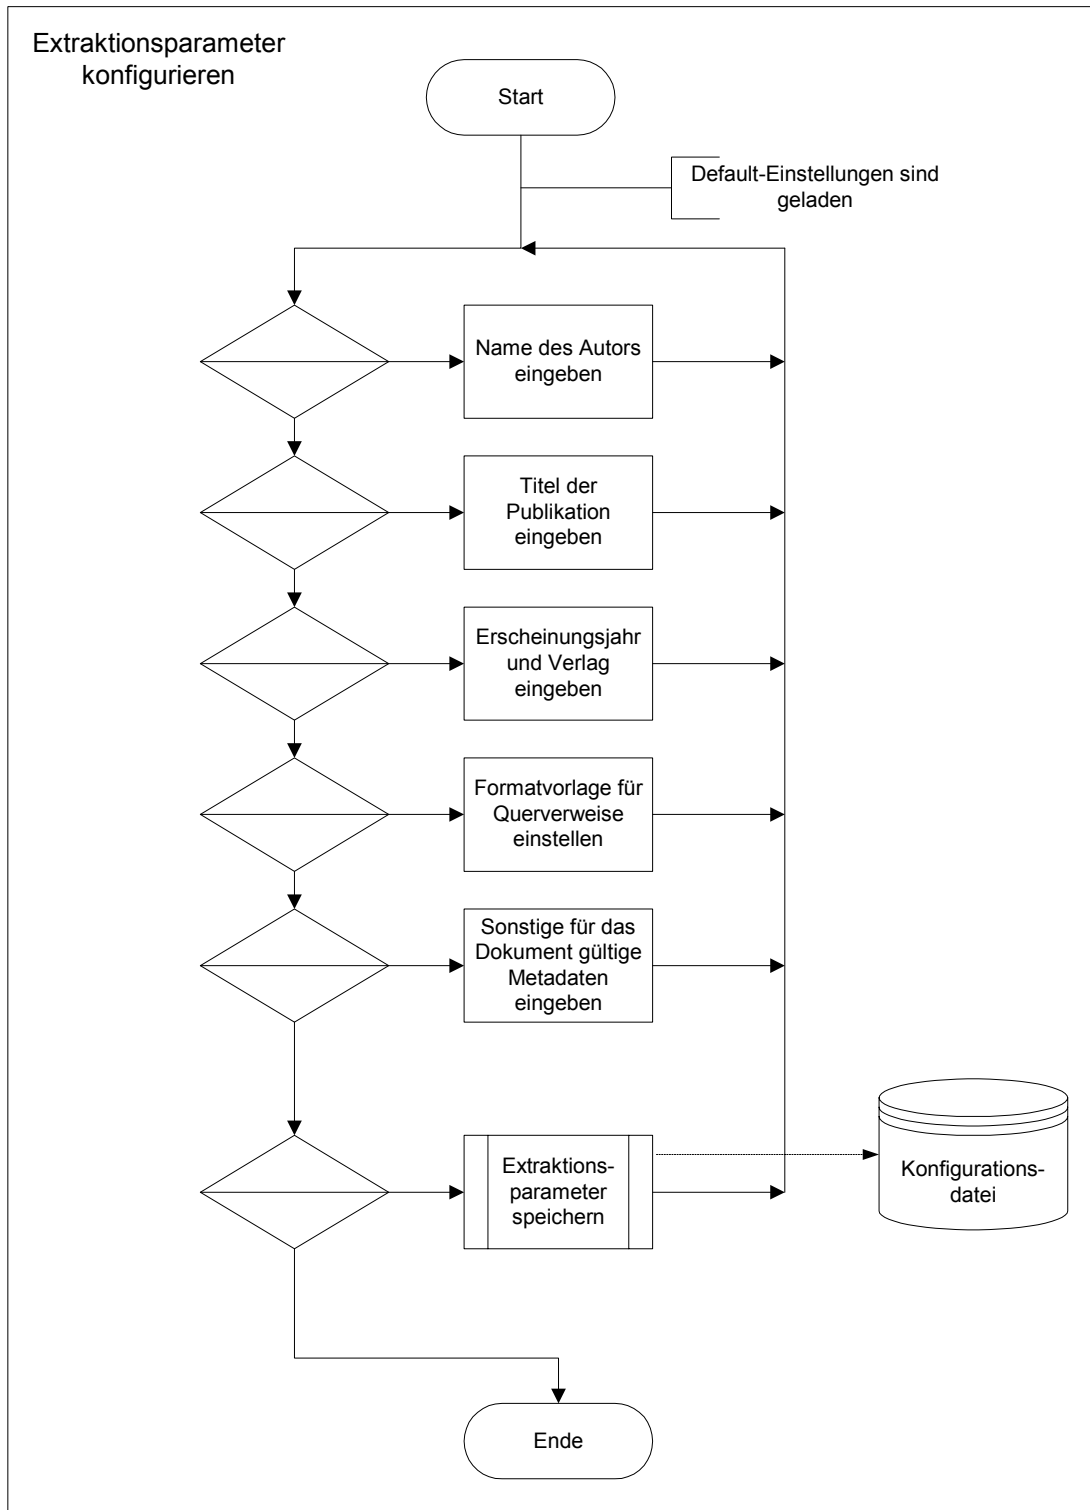 Extraktionsparameter
konfigurieren
Start
Default-Einstellungen sind
geladen
Name des Autors
eingeben
Titel der
Publikation
eingeben
Erscheinungsjahr
und Verlag
eingeben
Formatvorlage für
Querverweise
einstellen
Sonstige für das
Dokument gültige
Metadaten
eingeben
Extraktions-
parameter
speichern
Konfigurations-
datei
Ende